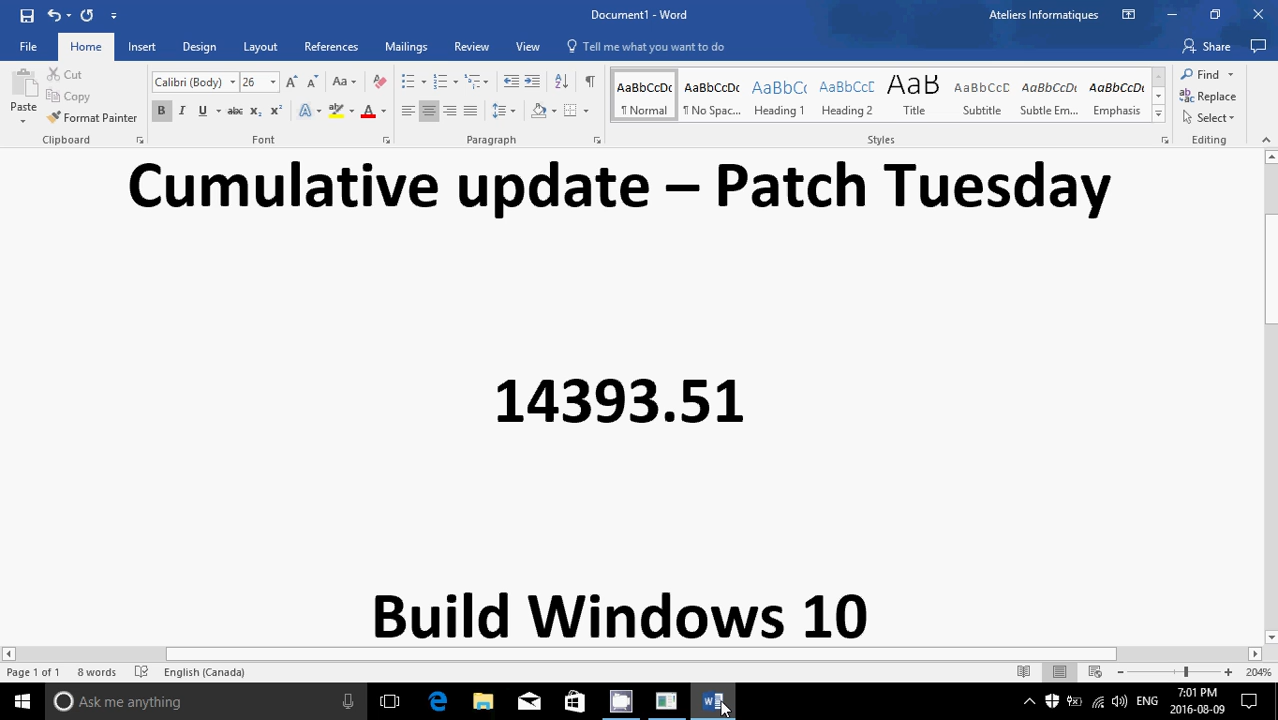 Document1 - Word
Ateliers Informatiques
File Home Insert Design Layout References Mailings Review View Tell me what you want to do Share
Paste
Cut
Copy
Format Painter
Calibri (Body) 26
AaBbCcDc AaBbCcDc AaBbCc AaBbCcC AaB AaBbCcD AaBbCcDc AaBbCcDc
¶ Normal ¶ No Spac... Heading 1 Heading 2 Title Subtitle Subtle Em... Emphasis
Find
Replace
Select
Clipboard Font Paragraph Styles Editing
Cumulative update – Patch Tuesday
14393.51
Build Windows 10
Page 1 of 1 8 words English (Canada) 204%
Ask me anything
ENG
7:01 PM
2016-08-09